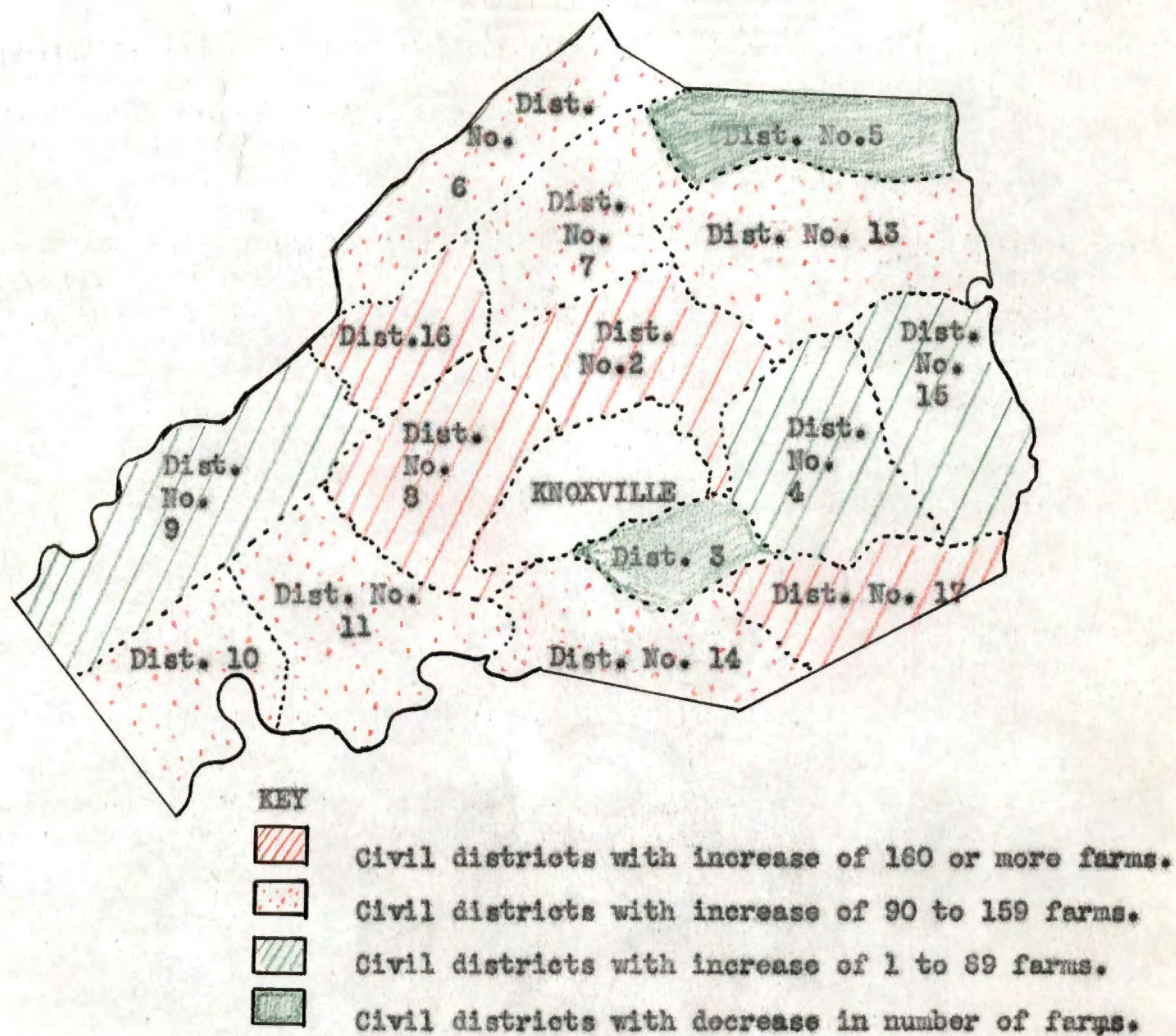 Dist.
No.
6
Dist. No.5
Dist.
No.
7
Dist. No. 13
Dist.16
Dist.
No.2
Dist.
No.
15
Dist.
No.
9
Dist.
No.
8
Dist.
No.
4
KNOXVILLE
Dist. 3
Dist. No.
11
Dist. No. 17
Dist. 10
Dist. No. 14
KEY
Civil districts with increase of 160 or more farms.
Civil districts with increase of 90 to 159 farms.
Civil districts with increase of 1 to 89 farms.
Civil districts with decrease in number of farms.